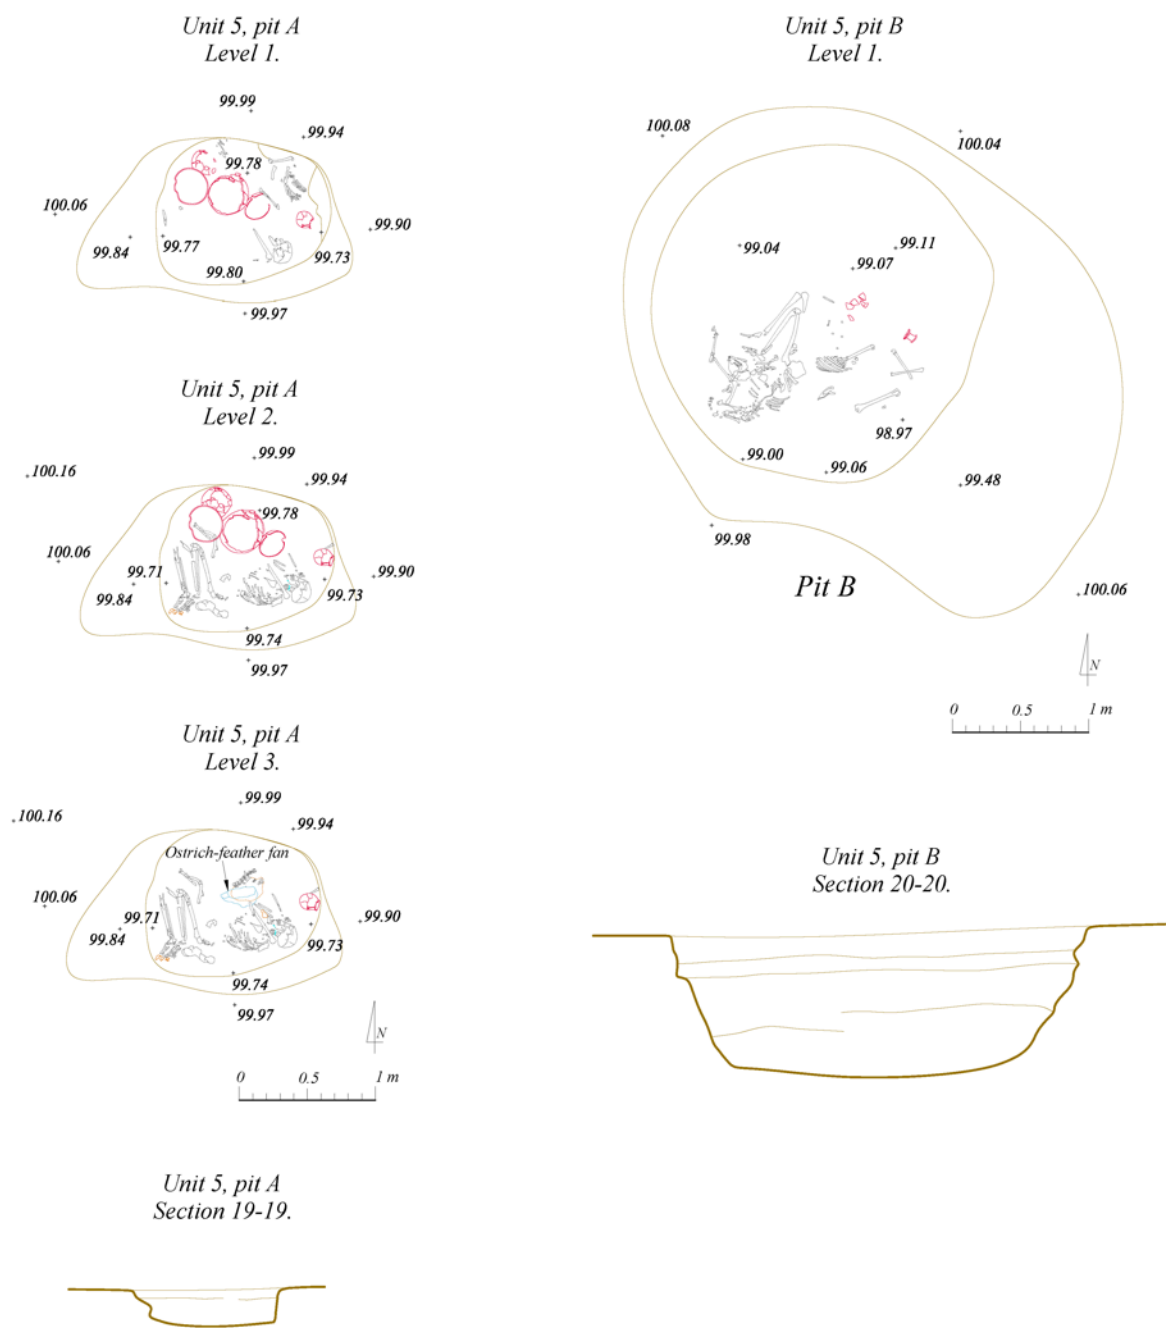 Unit 5, pit A
Level 1.
99.99
99.94
99.78
100.06
99.90
99.84
99.77
99.73
99.80
99.97
Unit 5, pit A
Level 2.
99.99
100.16
99.94
99.78
100.06
99.71
99.90
99.84
99.73
99.74
99.97
Unit 5, pit A
Level 3.
99.99
100.16
99.94
Ostrich-feather fan
100.06
99.71
99.90
99.84
99.73
99.74
99.97
N
0 0.5 1 m
Unit 5, pit A
Section 19-19.
Unit 5, pit B
Level 1.
100.08
100.04
99.04
99.11
99.07
98.97
99.00
99.06
99.48
99.98
Pit B
100.06
N
0 0.5 1 m
Unit 5, pit B
Section 20-20.